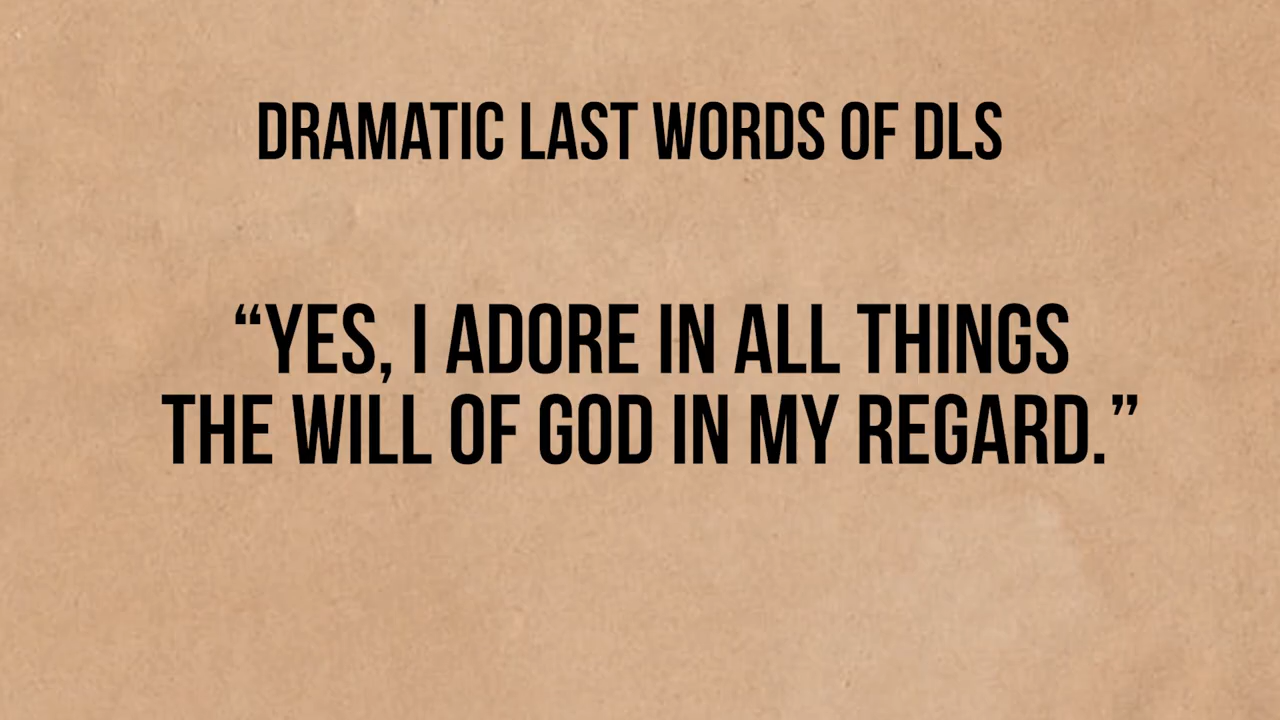 DRAMATIC LAST WORDS OF DLS
“YES, I ADORE IN ALL THINGS
THE WILL OF GOD IN MY REGARD.”